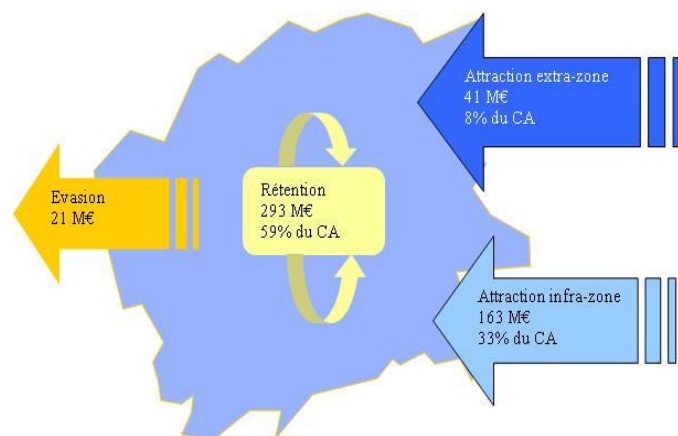 Attraction extra-zone
41 M€
8% du CA
Evasion
21 M€
Rétention
293 M€
59% du CA
Attraction infra-zone
163 M€
33% du CA